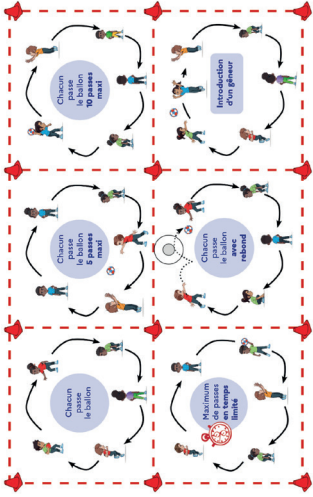 Chacun
passe
le ballon
Chacun
passe
le ballon
5 passes
maxi
Chacun
passe
le ballon
10 passes
maxi
Maximum
de passes
en temps
limité
Chacun
passe
le ballon
avec
rebond
Introduction
d'un gêneur